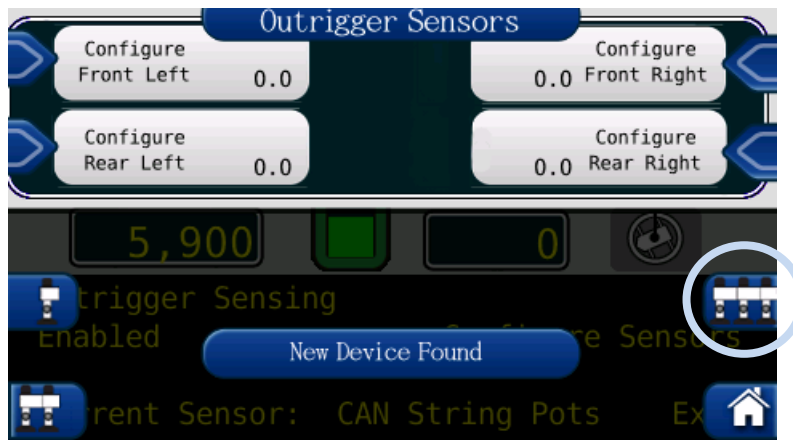 Outrigger Sensors
Configure
Front Left 0.0
Configure
0.0 Front Right
Configure
Rear Left 0.0
Configure
0.0 Rear Right
5,900 0
trigger Sensing
Enabled re Sensors
New Device Found
rent Sensor: CAN String Pots Ex